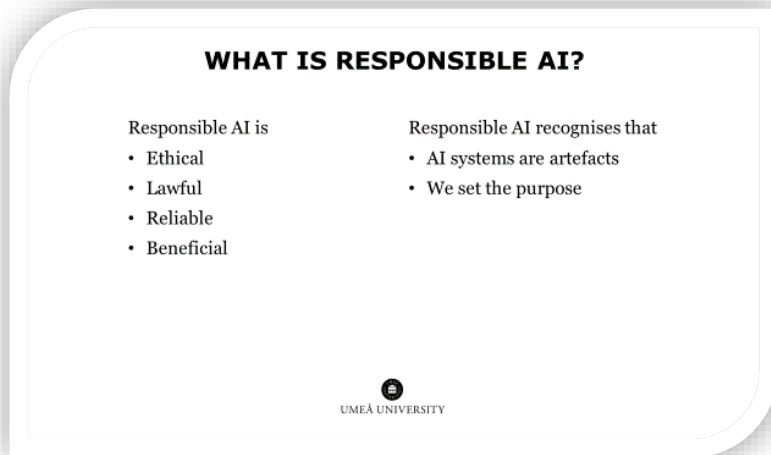 WHAT IS RESPONSIBLE AI?
Responsible AI is
• Ethical
• Lawful
• Reliable
• Beneficial
Responsible AI recognises that
• AI systems are artefacts
• We set the purpose
UMEÅ UNIVERSITY